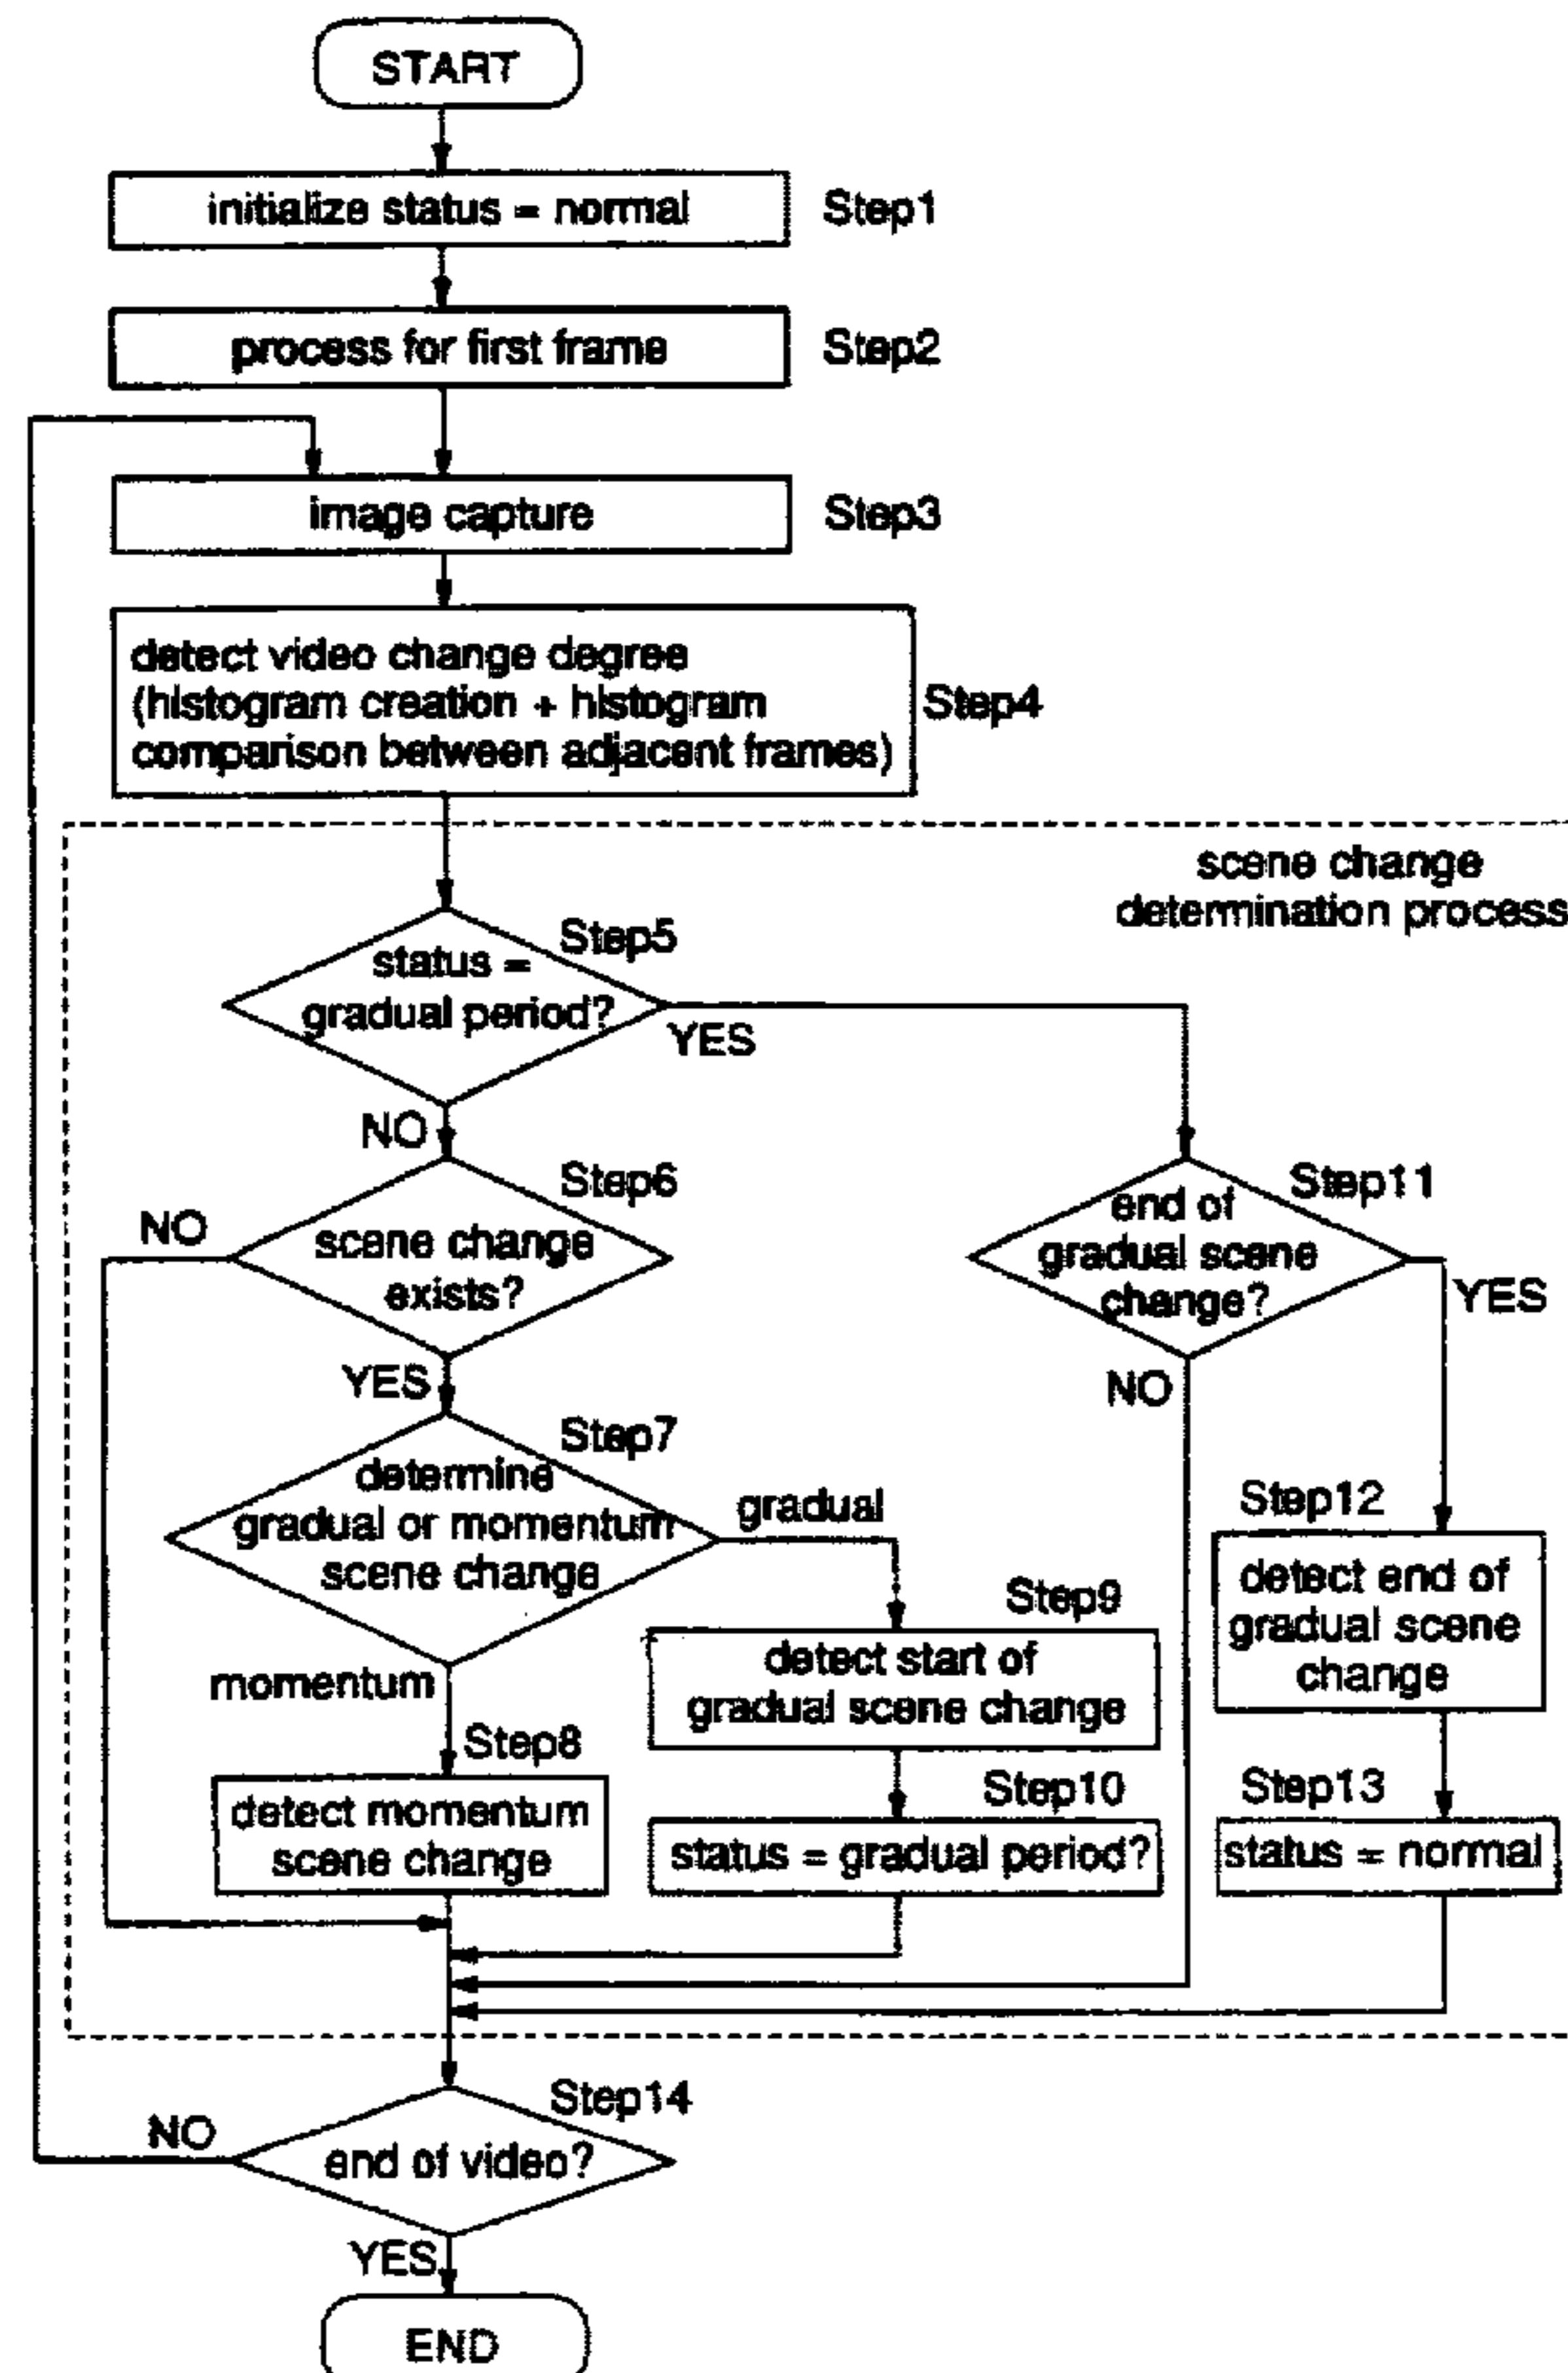 START
initialize status = normal
Step1
process for first frame
Step2
image capture
Step3
detect video change degree
(histogram creation + histogram
comparison between adjacent frames)
Step4
scene change
determination process
Step5
status =
gradual period?
YES
NO
Step6
scene change
exists?
NO
YES
Step11
end of
gradual scene
change?
YES
NO
Step7
determine
gradual or momentum
scene change
gradual
momentum
Step8
detect momentum
scene change
Step9
detect start of
gradual scene change
Step10
status = gradual period?
Step12
detect end of
gradual scene
change
Step13
status = normal
Step14
end of video?
NO
YES
END